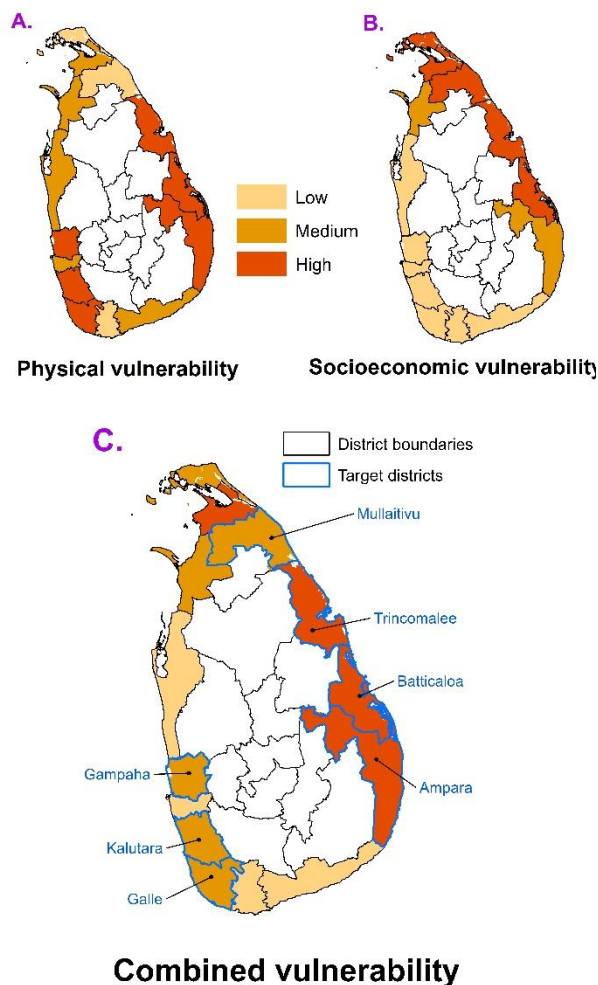 A.
B.
Low
Medium
High
Physical vulnerability
Socioeconomic vulnerability
C.
District boundaries
Target districts
Mullaitivu
Trincomalee
Batticaloa
Gampaha
Ampara
Kalutara
Galle
Combined vulnerability